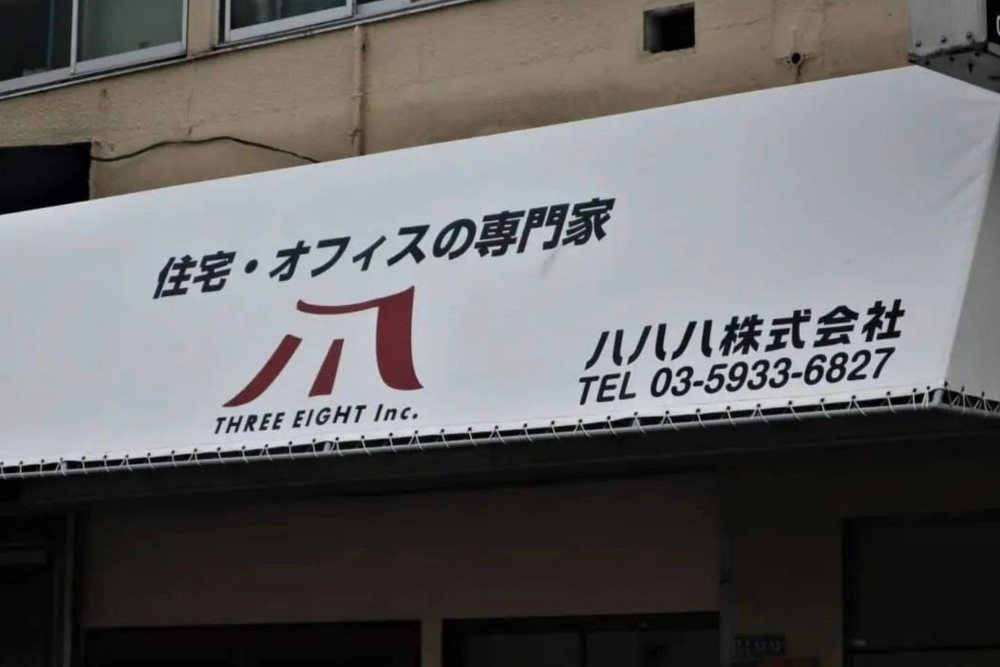 住宅・オフィスの専門家
THREE EIGHT Inc.
ハハハ株式会社
TEL 03-5933-6827